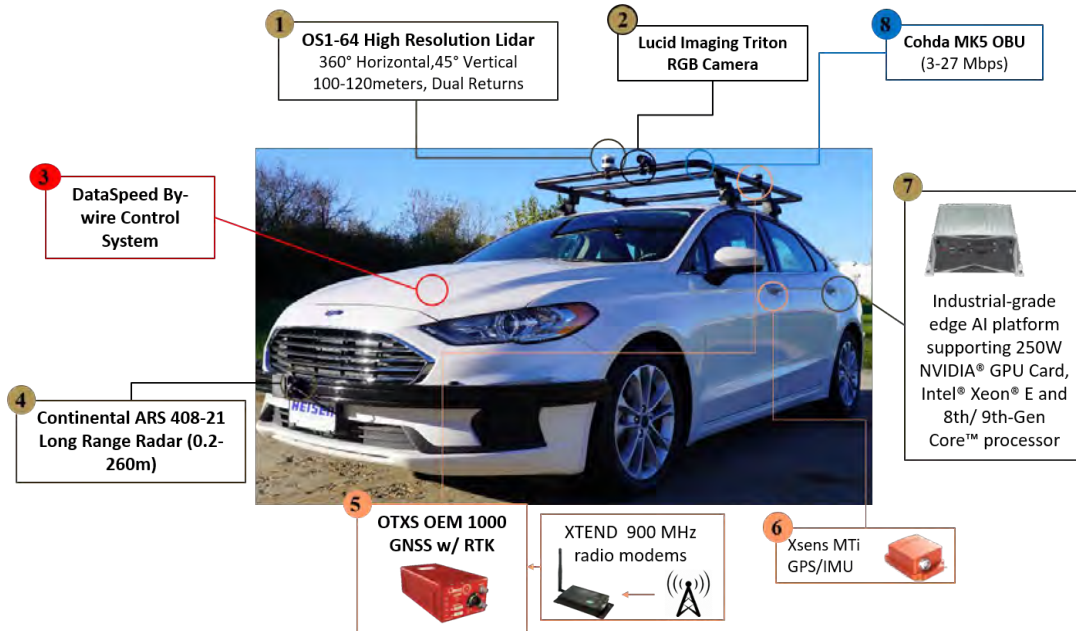 1
OS1-64 High Resolution Lidar
360° Horizontal,45° Vertical
100-120meters, Dual Returns
2
Lucid Imaging Triton
RGB Camera
8
Cohda MK5 OBU
(3-27 Mbps)
3
DataSpeed By-
wire Control
System
7
Industrial-grade
edge AI platform
supporting 250W
NVIDIA® GPU Card,
Intel® Xeon® E and
8th/ 9th-Gen
Core™ processor
4
Continental ARS 408-21
Long Range Radar (0.2-
260m)
5
OTXS OEM 1000
GNSS w/ RTK
XTEND 900 MHz
radio modems
6
Xsens MTi
GPS/IMU